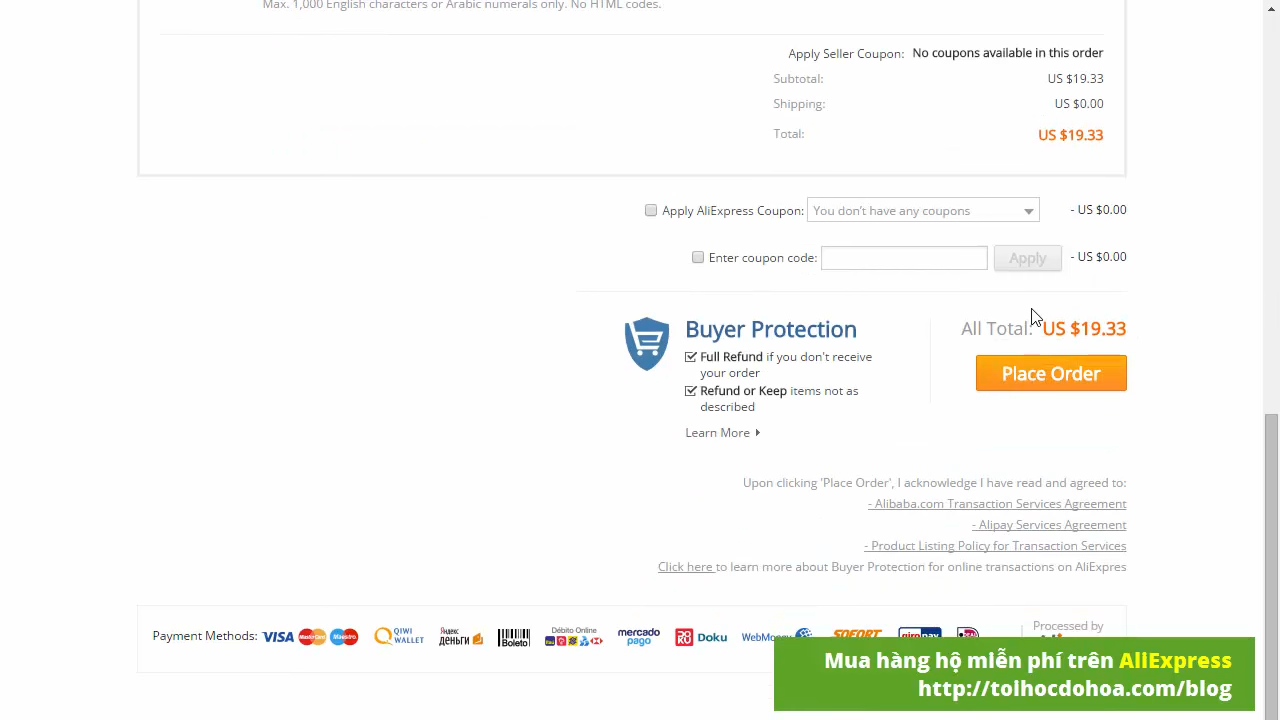 Max. 1,000 English characters or Arabic numerals only. No HTML codes.
Apply Seller Coupon: No coupons available in this order
Subtotal: US $19.33
Shipping: US $0.00
Total: US $19.33
Apply AliExpress Coupon: You don't have any coupons - US $0.00
Enter coupon code: Apply - US $0.00
Buyer Protection
Full Refund if you don't receive
your order
Refund or Keep items not as
described
Learn More
All Total: US $19.33
Place Order
Upon clicking 'Place Order', I acknowledge I have read and agreed to:
- Alibaba.com Transaction Services Agreement
- Alipay Services Agreement
- Product Listing Policy for Transaction Services
Click here to learn more about Buyer Protection for online transactions on AliExpres
Payment Methods: VISA MasterCard Maestro QIWI WALLET Яндекс деньги Boleto Débito Online mercado pago Doku WebMoney SOFORT giropay
Processed by
Mua hàng hộ miễn phí trên AliExpress
http://toihocdohoa.com/blog